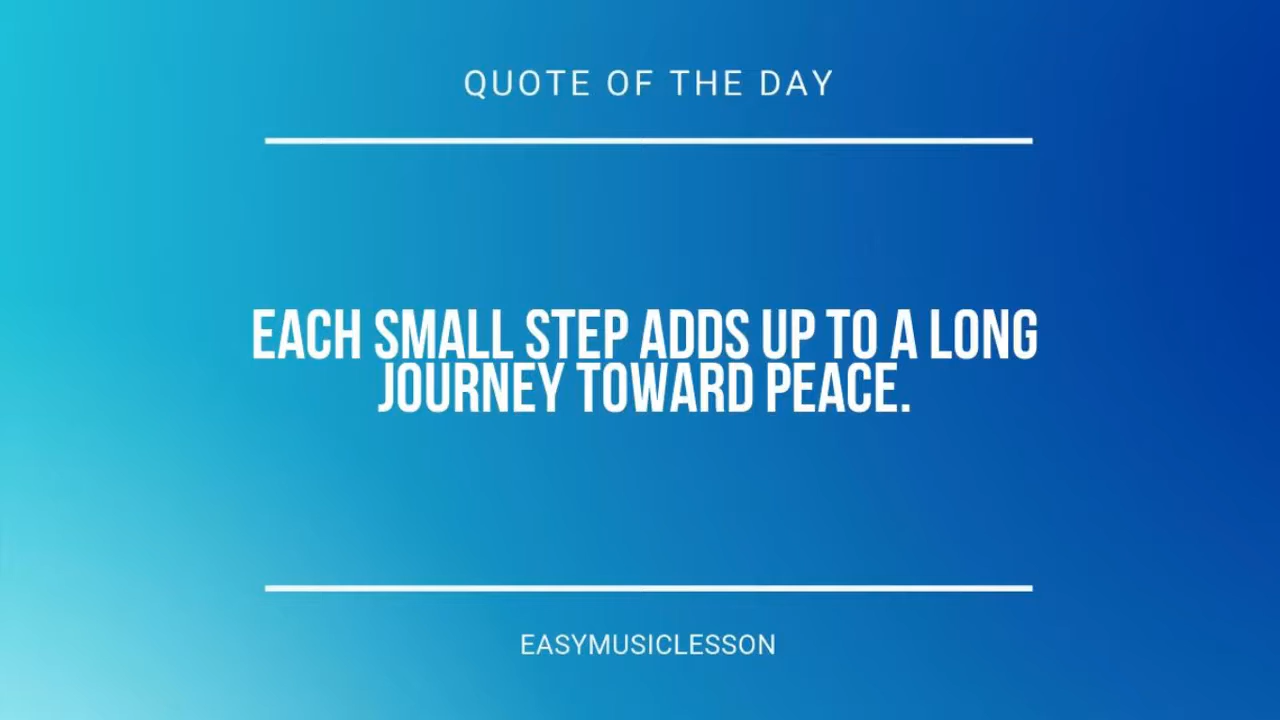 QUOTE OF THE DAY
EACH SMALL STEP ADDS UP TO A LONG
JOURNEY TOWARD PEACE.
EASYMUSICLESSON